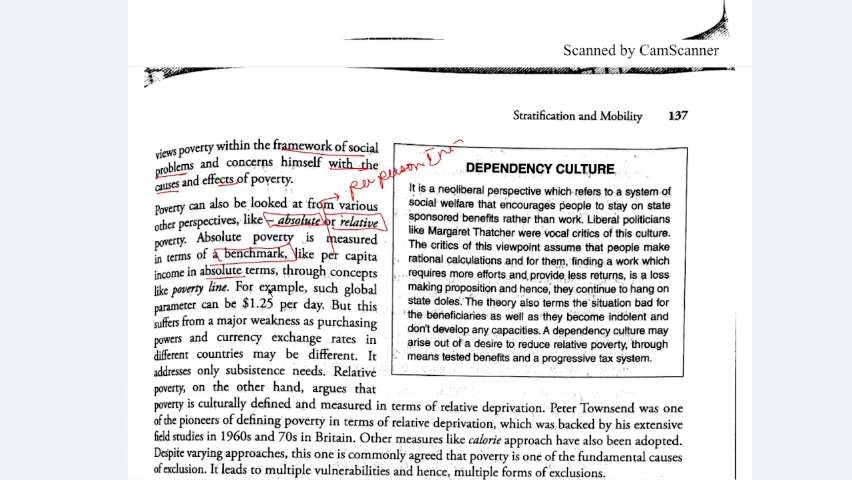 Scanned by CamScanner
Stratification and Mobility 137
views poverty within the framework of social
problems and concerns himself with the
causes and effects of poverty.
Poverty can also be looked at from various
other perspectives, like – absolute or relative
poverty. Absolute poverty is measured
in terms of a benchmark, like per capita
income in absolute terms, through concepts
like poverty line. For example, such global
parameter can be $1.25 per day. But this
suffers from a major weakness as purchasing
powers and currency exchange rates in
different countries may be different. It
addresses only subsistence needs. Relative
poverty, on the other hand, argues that
per person
DEPENDENCY CULTURE
It is a neoliberal perspective which refers to a system of
social welfare that encourages people to stay on state
sponsored benefits rather than work. Liberal politicians
like Margaret Thatcher were vocal critics of this culture.
The critics of this viewpoint assume that people make
rational calculations and for them, finding a work which
requires more efforts and provide less returns, is a loss
making proposition and hence, they continue to hang on
state doles. The theory also terms the situation bad for
the beneficiaries as well as they become indolent and
don't develop any capacities. A dependency culture may
arise out of a desire to reduce relative poverty, through
means tested benefits and a progressive tax system.
poverty is culturally defined and measured in terms of relative deprivation. Peter Townsend was one
of the pioneers of defining poverty in terms of relative deprivation, which was backed by his extensive
field studies in 1960s and 70s in Britain. Other measures like calorie approach have also been adopted.
Despite varying approaches, this one is commonly agreed that poverty is one of the fundamental causes
of exclusion. It leads to multiple vulnerabilities and hence, multiple forms of exclusions.